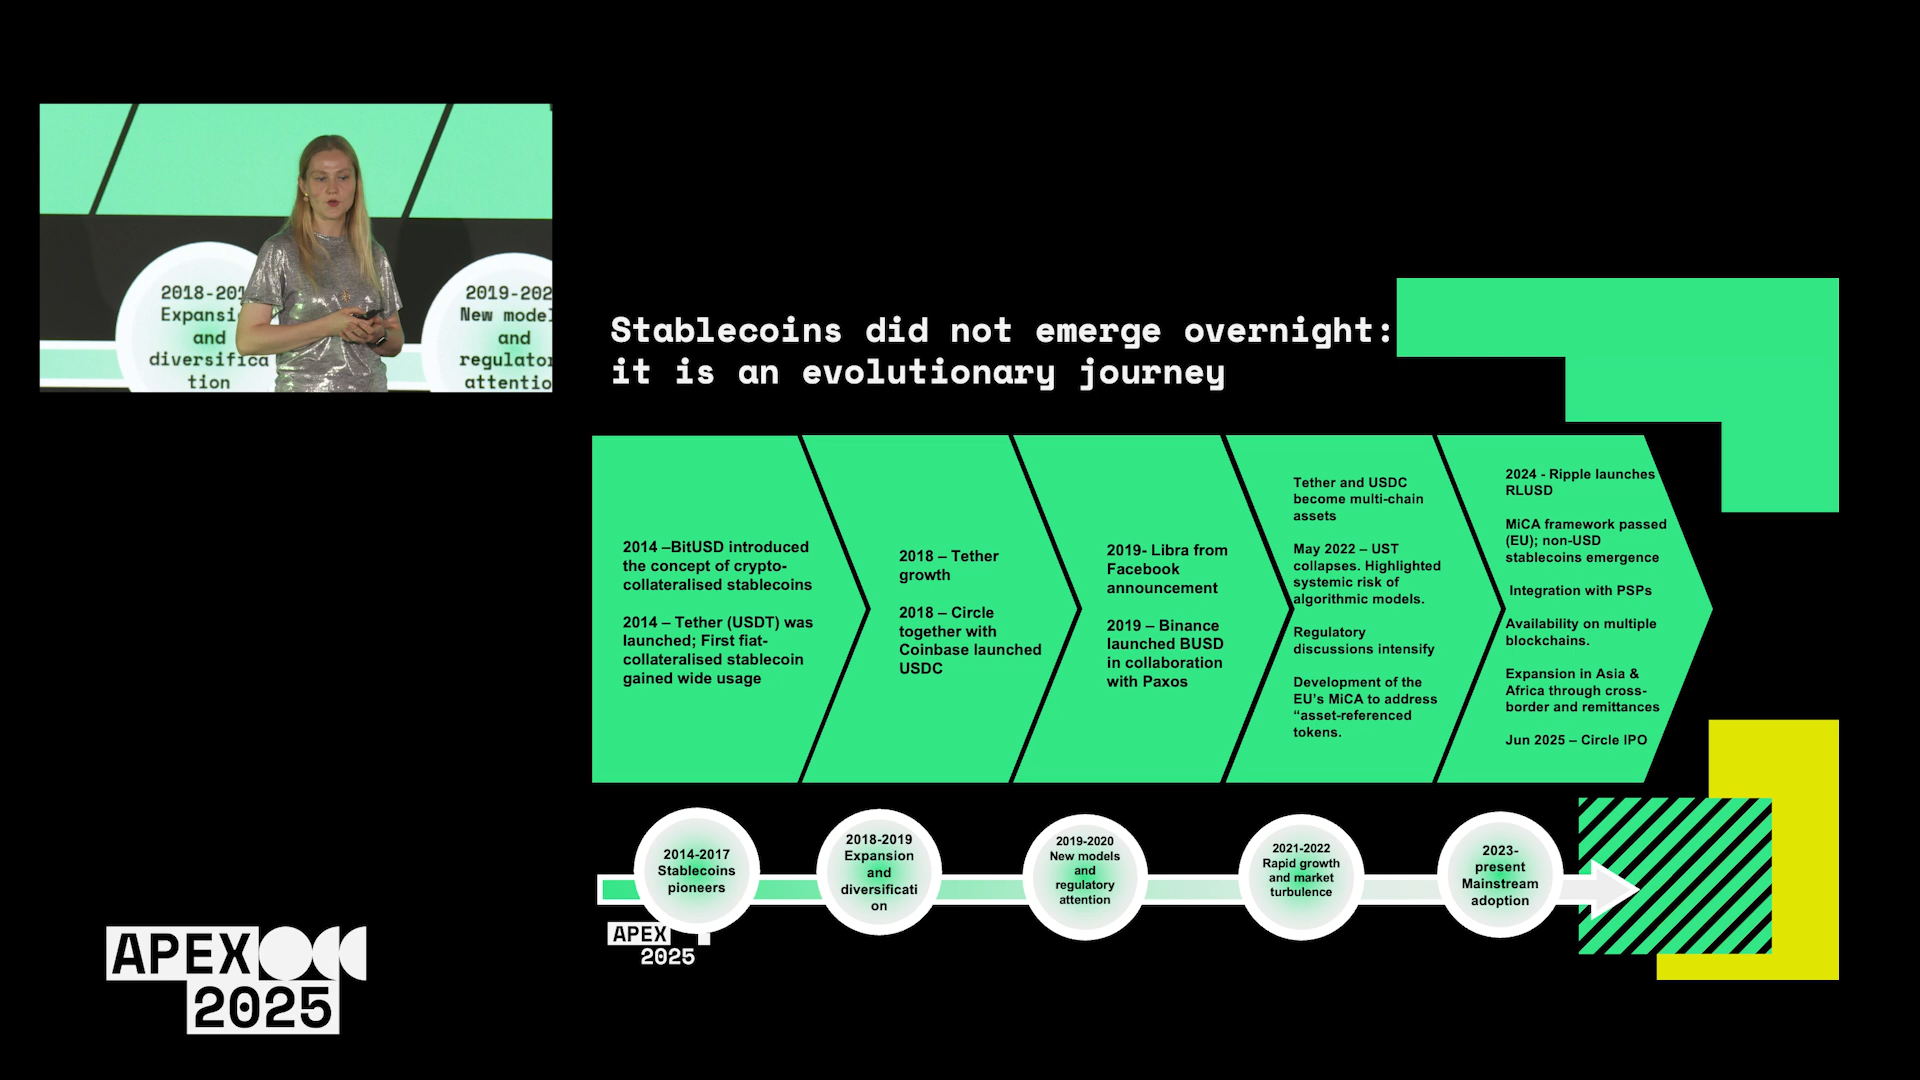 2018-201
Expansi
and
diversifica
tion
2019-202
New model
and
regulator
attentio
Stablecoins did not emerge overnight:
it is an evolutionary journey
2014 –BitUSD introduced
the concept of crypto-
collateralised stablecoins
2014 – Tether (USDT) was
launched; First fiat-
collateralised stablecoin
gained wide usage
2018 – Tether
growth
2018 – Circle
together with
Coinbase launched
USDC
2019- Libra from
Facebook
announcement
2019 – Binance
launched BUSD
in collaboration
with Paxos
Tether and USDC
become multi-chain
assets
May 2022 – UST
collapses. Highlighted
systemic risk of
algorithmic models.
Regulatory
discussions intensify
Development of the
EU's MiCA to address
“asset-referenced
tokens.
2024 - Ripple launches
RLUSD
MiCA framework passed
(EU); non-USD
stablecoins emergence
Integration with PSPs
Availability on multiple
blockchains.
Expansion in Asia &
Africa through cross-
border and remittances
Jun 2025 – Circle IPO
2014-2017
Stablecoins
pioneers
2018-2019
Expansion
and
diversificati
on
2019-2020
New models
and
regulatory
attention
2021-2022
Rapid growth
and market
turbulence
2023-
present
Mainstream
adoption
APEX
2025
APEX
2025